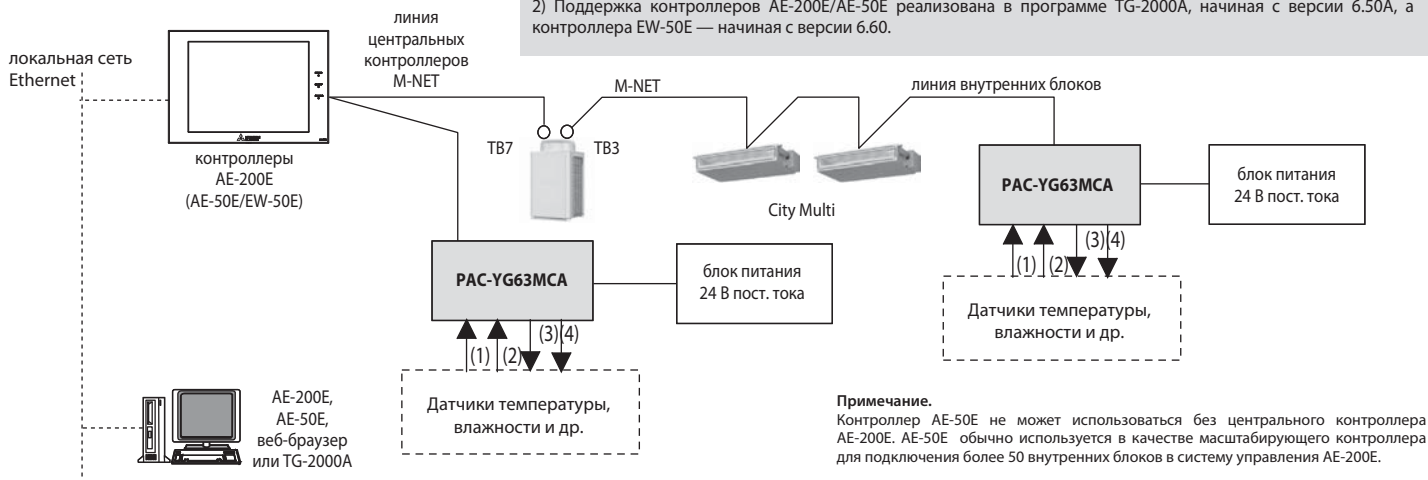 2) Поддержка контроллеров AE-200E/AE-50E реализована в программе TG-2000A, начиная с версии 6.50A, а
контроллера EW-50E — начиная с версии 6.60.
локальная сеть
Ethernet
линия
центральных
контроллеров
M-NET
контроллеры
AE-200E
(AE-50E/EW-50E)
TB7
TB3
M-NET
линия внутренних блоков
City Multi
PAC-YG63MCA
блок питания
24 В пост. тока
(1)
(2)
(3)
(4)
Датчики температуры,
влажности и др.
PAC-YG63MCA
блок питания
24 В пост. тока
(1)
(2)
(3)
(4)
Датчики температуры,
влажности и др.
AE-200E,
AE-50E,
веб-браузер
или TG-2000A
Примечание.
Контроллер AE-50E не может использоваться без центрального контроллера
AE-200E. AE-50E обычно используется в качестве масштабирующего контроллера
для подключения более 50 внутренних блоков в систему управления AE-200E.